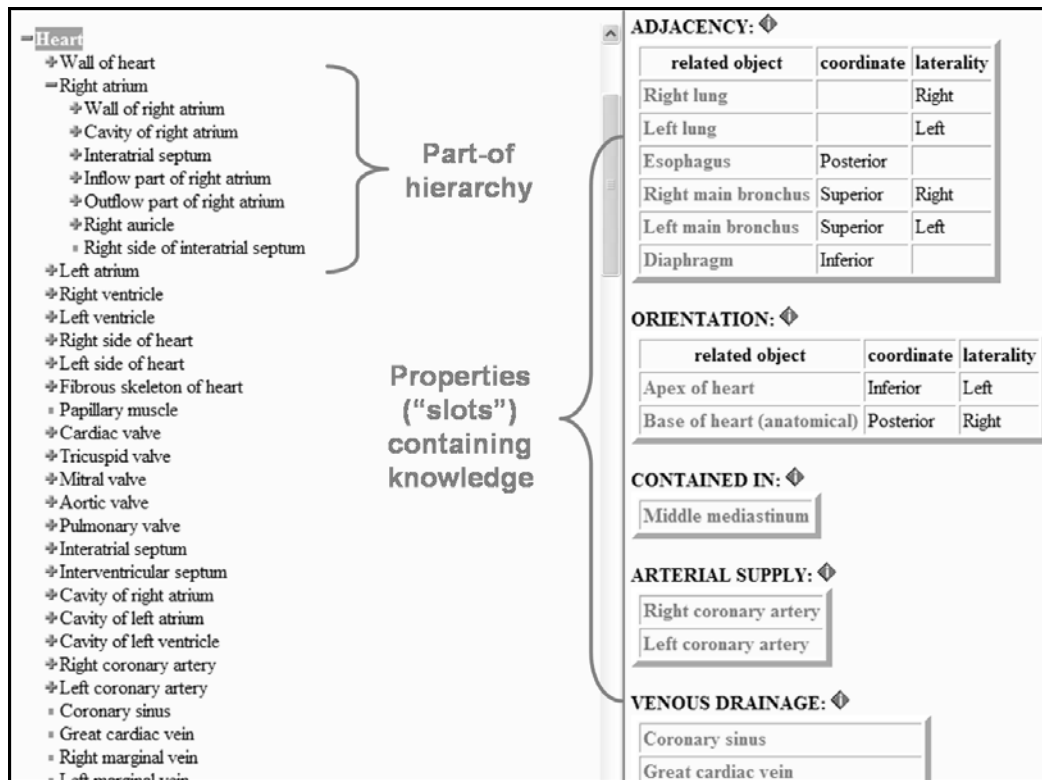 Heart
Wall of heart
Right atrium
Wall of right atrium
Cavity of right atrium
Interatrial septum
Inflow part of right atrium
Outflow part of right atrium
Right auricle
Right side of interatrial septum
Left atrium
Right ventricle
Left ventricle
Right side of heart
Left side of heart
Fibrous skeleton of heart
Papillary muscle
Cardiac valve
Tricuspid valve
Mitral valve
Aortic valve
Pulmonary valve
Interatrial septum
Interventricular septum
Cavity of right atrium
Cavity of left atrium
Cavity of left ventricle
Right coronary artery
Left coronary artery
Coronary sinus
Great cardiac vein
Right marginal vein
Left marginal vein
Part-of
hierarchy
Properties
(“slots”)
containing
knowledge
ADJACENCY:
related object coordinate laterality
Right lung Right
Left lung Left
Esophagus Posterior
Right main bronchus Superior Right
Left main bronchus Superior Left
Diaphragm Inferior
ORIENTATION:
related object coordinate laterality
Apex of heart Inferior Left
Base of heart (anatomical) Posterior Right
CONTAINED IN:
Middle mediastinum
ARTERIAL SUPPLY:
Right coronary artery
Left coronary artery
VENOUS DRAINAGE:
Coronary sinus
Great cardiac vein